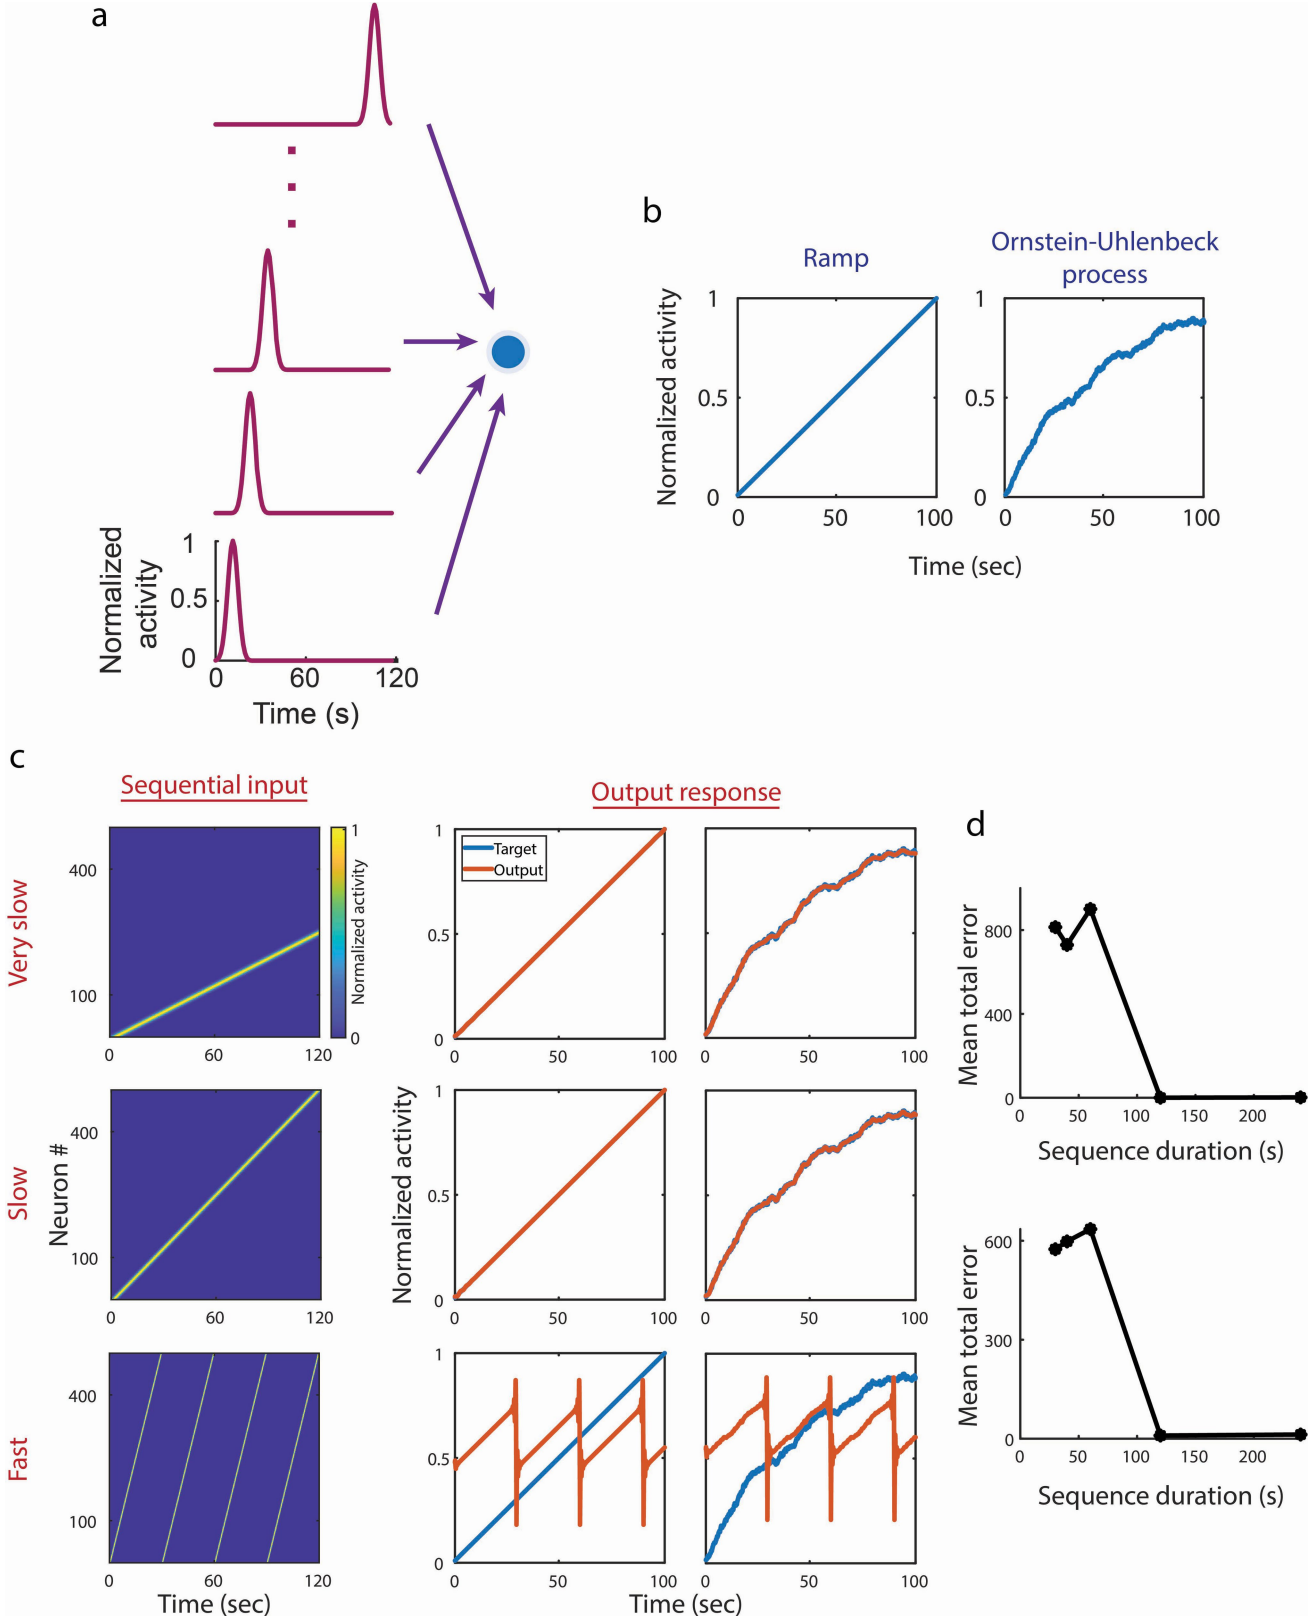 a
Normalized
activity
1
0.5
0
0
60
120
Time (s)
b
Ramp
Ornstein-Uhlenbeck
process
Normalized activity
1
0.5
0
0
50
100
1
0.5
0
0
50
100
Time (sec)
c
Sequential input
Output response
Very slow
400
100
0
60
120
1
0
Normalized activity
1
0.5
0
Target
Output
0
50
100
0
50
100
Slow
Neuron #
400
100
0
60
120
Normalized activity
1
0.5
0
0
50
100
0
50
100
Fast
400
100
0
60
120
Time (sec)
1
0.5
0
0
50
100
0
50
100
Time (sec)
d
Mean total error
800
400
0
0
50
100
150
200
Sequence duration (s)
Mean total error
600
300
0
0
50
100
150
200
Sequence duration (s)